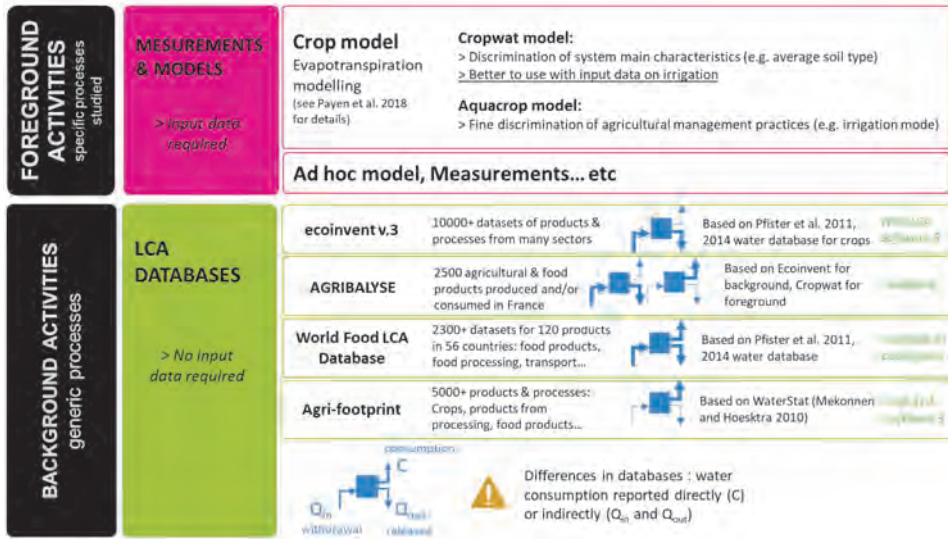 FOREGROUND
ACTIVITIES
specific processes
studied
MESUREMENTS
& MODELS
> Input data
required
Crop model
Evapotranspiration
modelling
(see Payen et al. 2018
for details)
Cropwat model:
> Discrimination of system main characteristics (e.g. average soil type)
> Better to use with input data on irrigation
Aquacrop model:
> Fine discrimination of agricultural management practices (e.g. irrigation mode)
Ad hoc model, Measurements... etc
BACKGROUND ACTIVITIES
generic processes
LCA
DATABASES
> No input
data required
ecoinvent v.3
10000+ datasets of products &
processes from many sectors
Based on Pfister et al. 2011,
2014 water database for crops
AGRIBALYSE
2500 agricultural & food
products produced and/or
consumed in France
Based on Ecoinvent for
background, Cropwat for
foreground
World Food LCA
Database
2300+ datasets for 120 products
in 56 countries: food products,
food processing, transport...
Based on Pfister et al. 2011,
2014 water database
Agri-footprint
5000+ products & processes:
Crops, products from
processing, food products...
Based on WaterStat (Mekonnen
and Hoesktra 2010)
consumption
C
Qin
withdrawal
Qout
released
Differences in databases : water
consumption reported directly (C)
or indirectly (Qin and Qout)